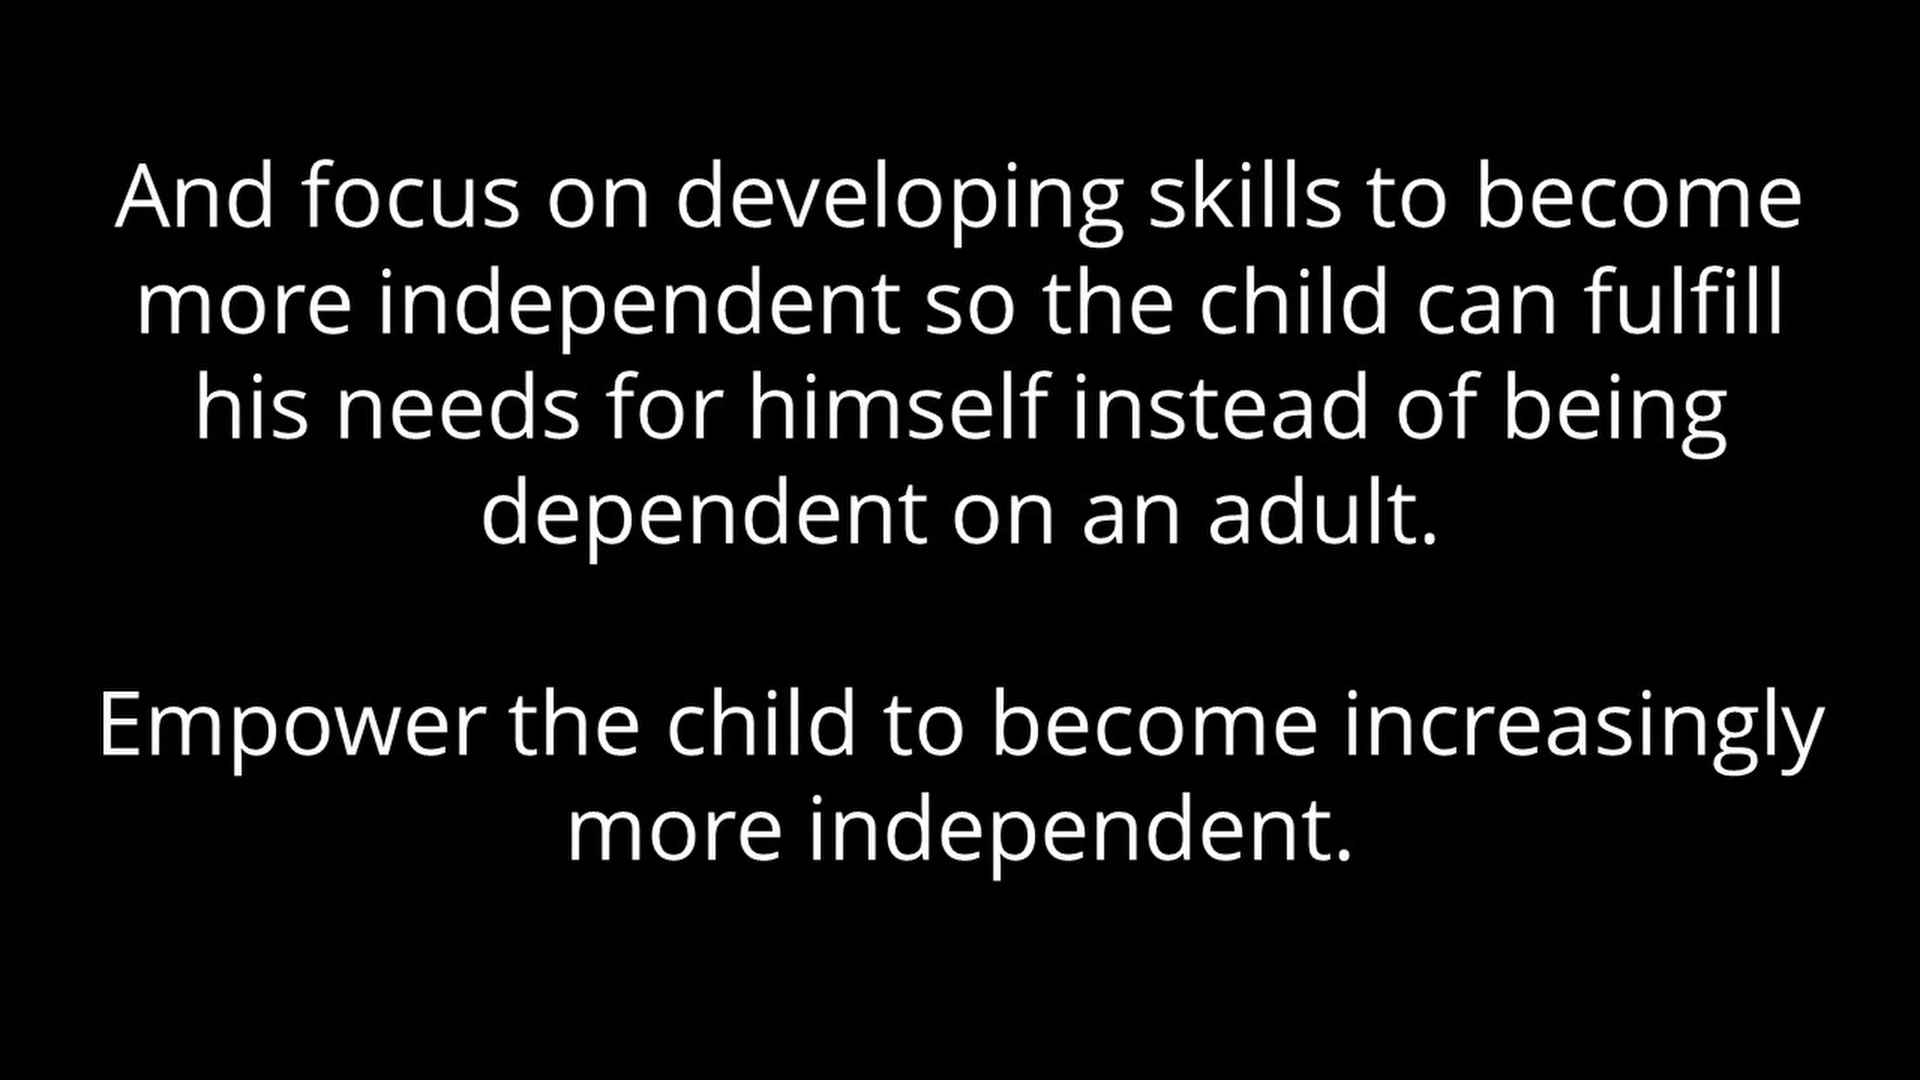 And focus on developing skills to become
more independent so the child can fulfill
his needs for himself instead of being
dependent on an adult.
Empower the child to become increasingly
more independent.